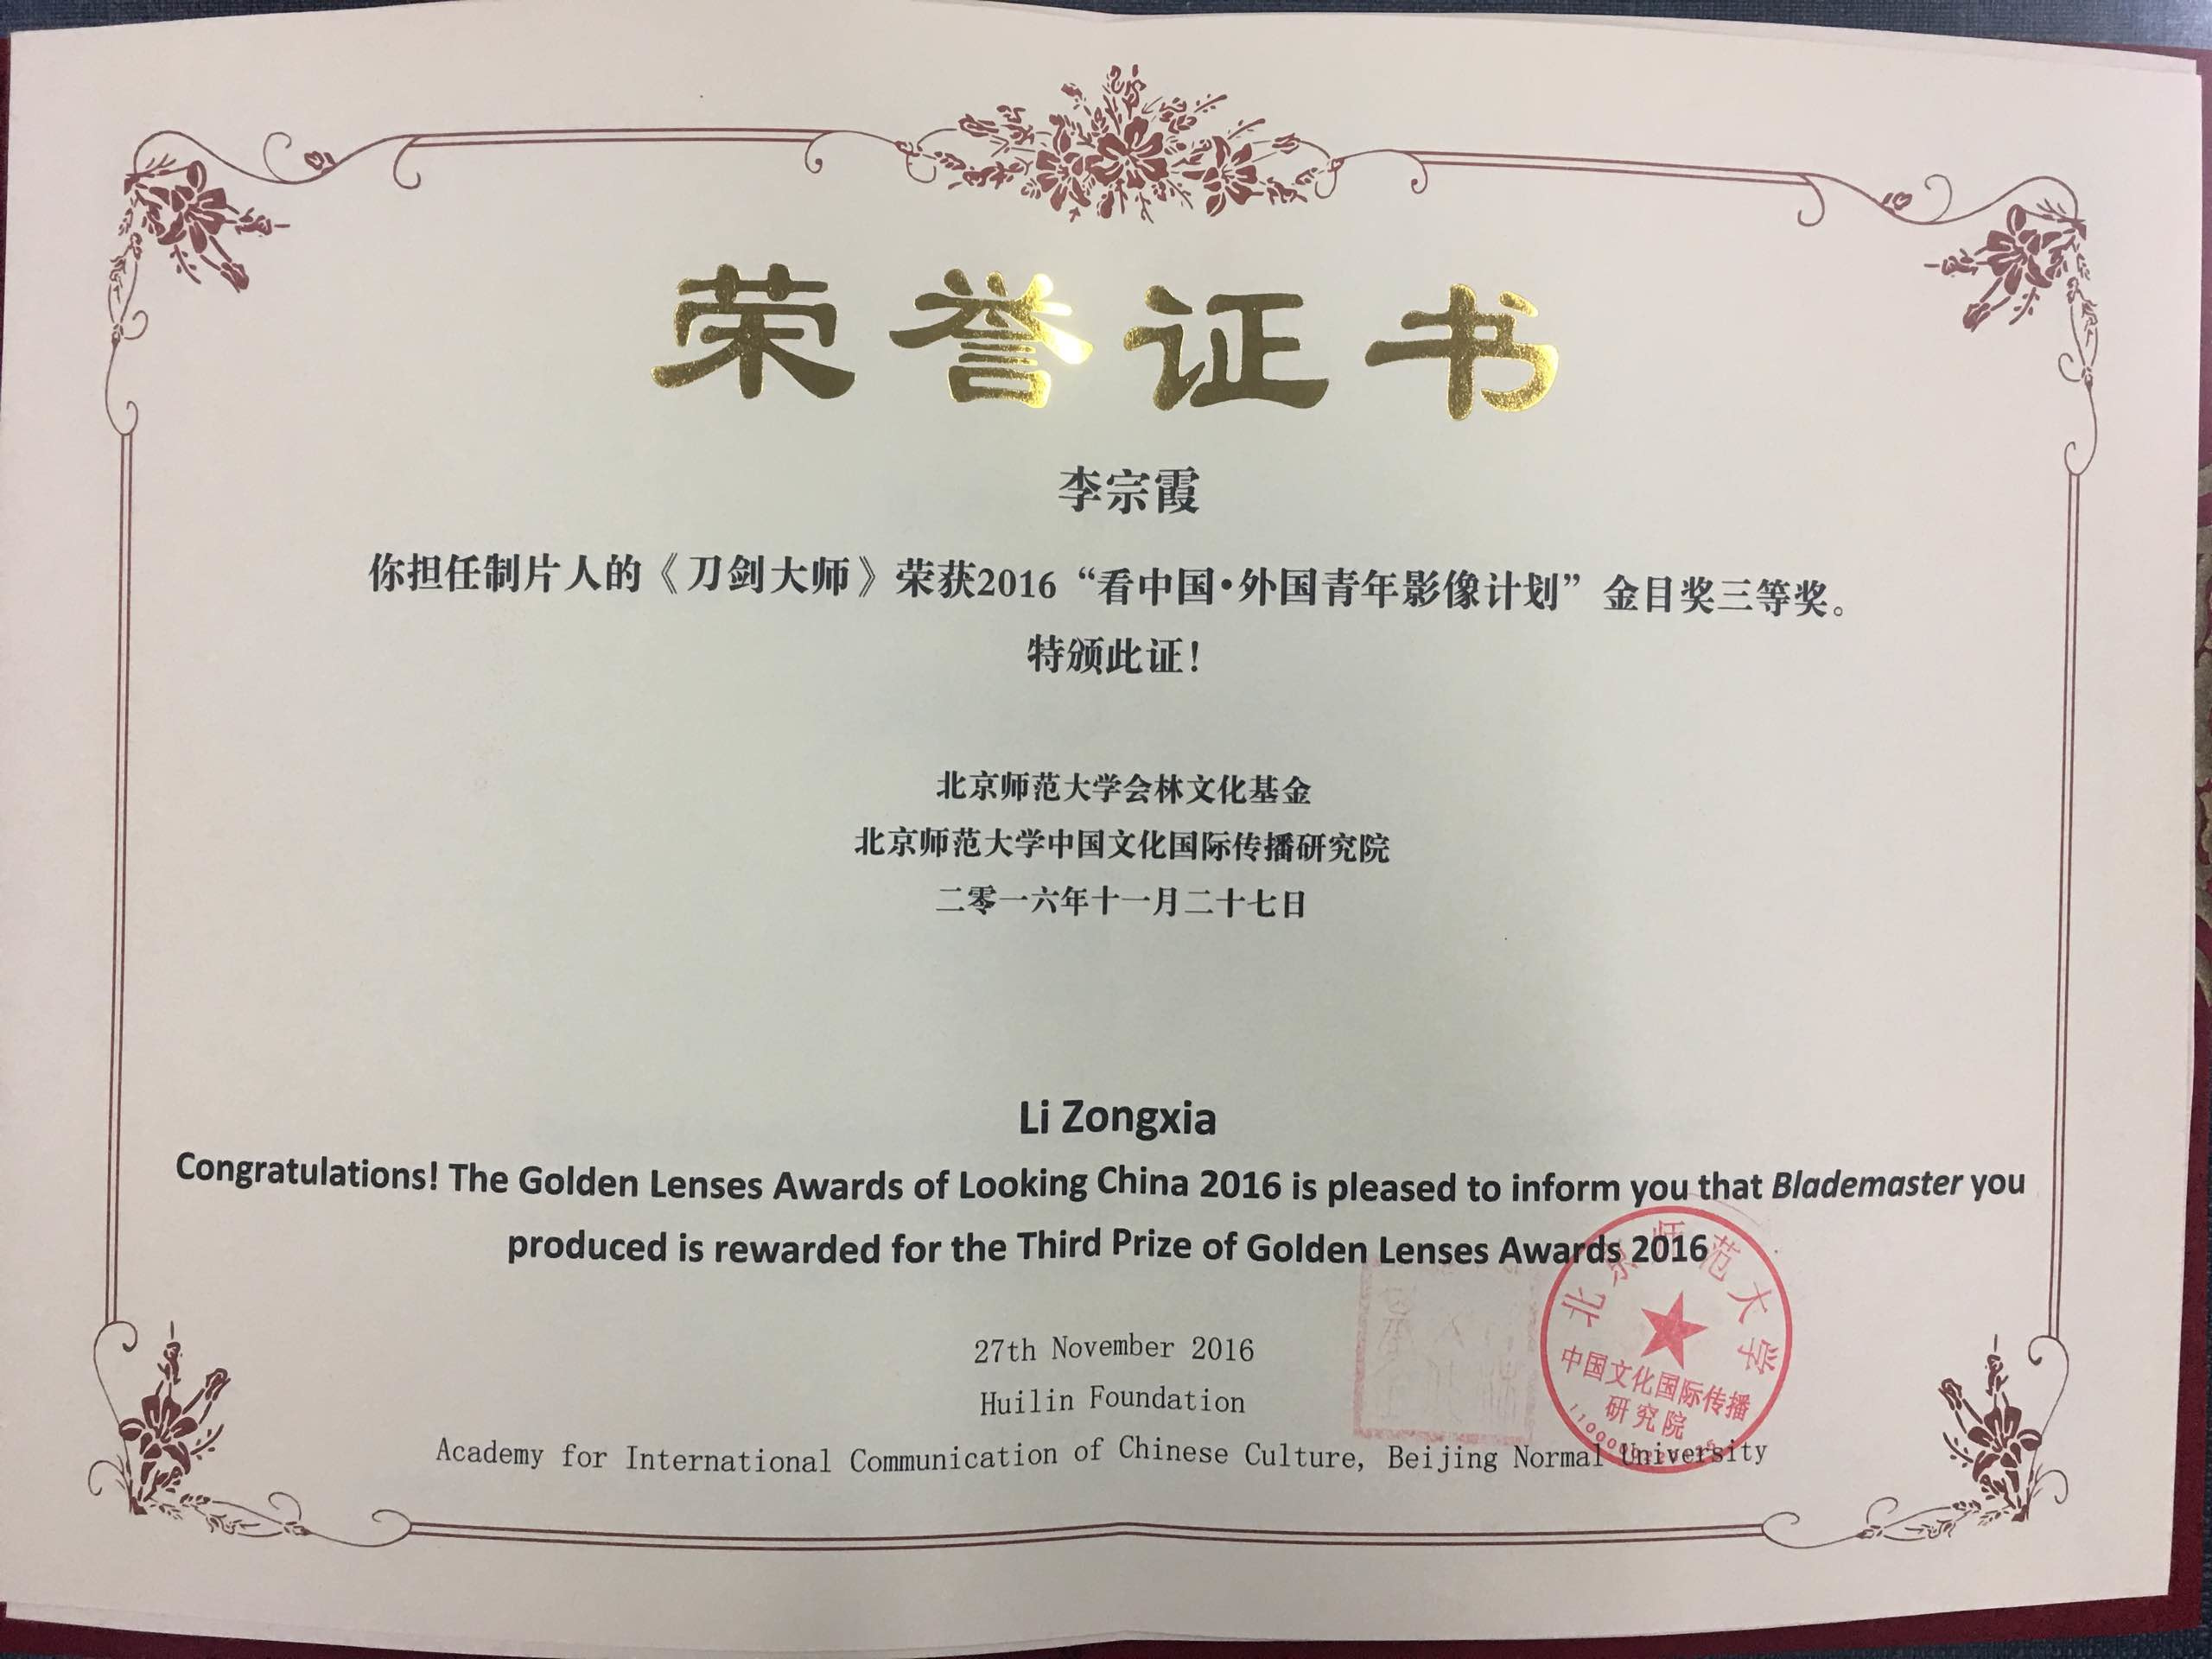 荣誉证书
李宗霞
你担任制片人的《刀剑大师》荣获2016“看中国·外国青年影像计划”金目奖三等奖。
特颁此证！
北京师范大学会林文化基金
北京师范大学中国文化国际传播研究院
二零一六年十一月二十七日
Li Zongxia
Congratulations! The Golden Lenses Awards of Looking China 2016 is pleased to inform you that Blademaster you
produced is rewarded for the Third Prize of Golden Lenses Awards 2016
27th November 2016
Huilin Foundation
Academy for International Communication of Chinese Culture, Beijing Normal University
北京师范大学
中国文化国际传播
研究院